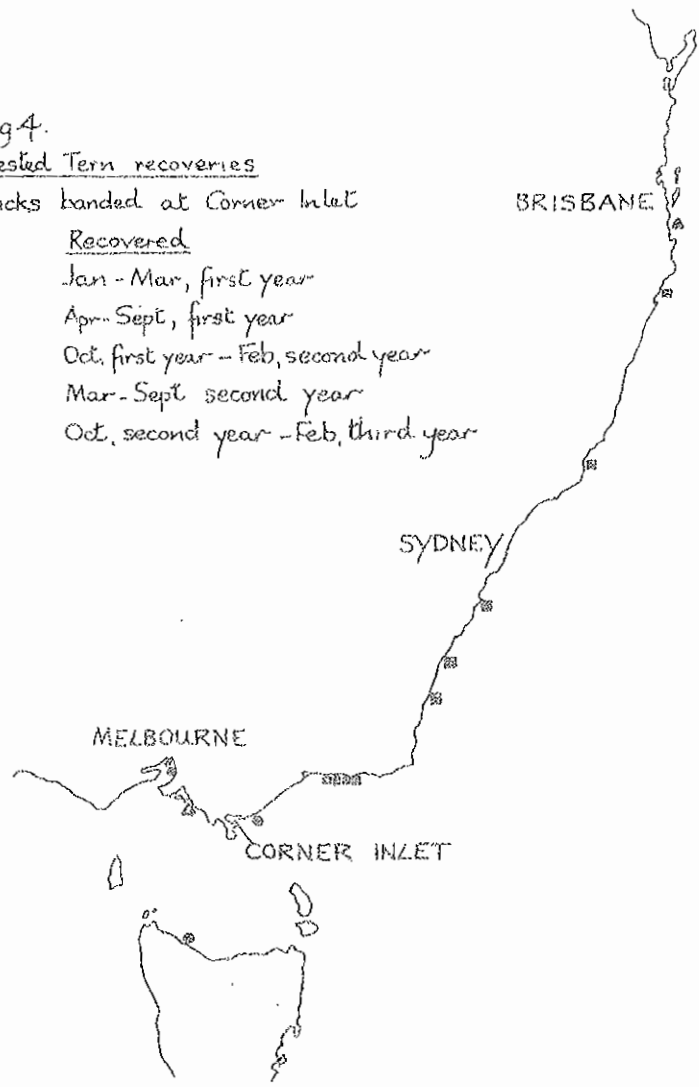 g4.
ested Tern recoveries
icks banded at Corner Inlet
Recovered
Jan - Mar, first year
Apr - Sept, first year
Oct, first year - Feb, second year
Mar - Sept second year
Oct, second year - Feb, third year
BRISBANE
SYDNEY
MELBOURNE
CORNER INLET